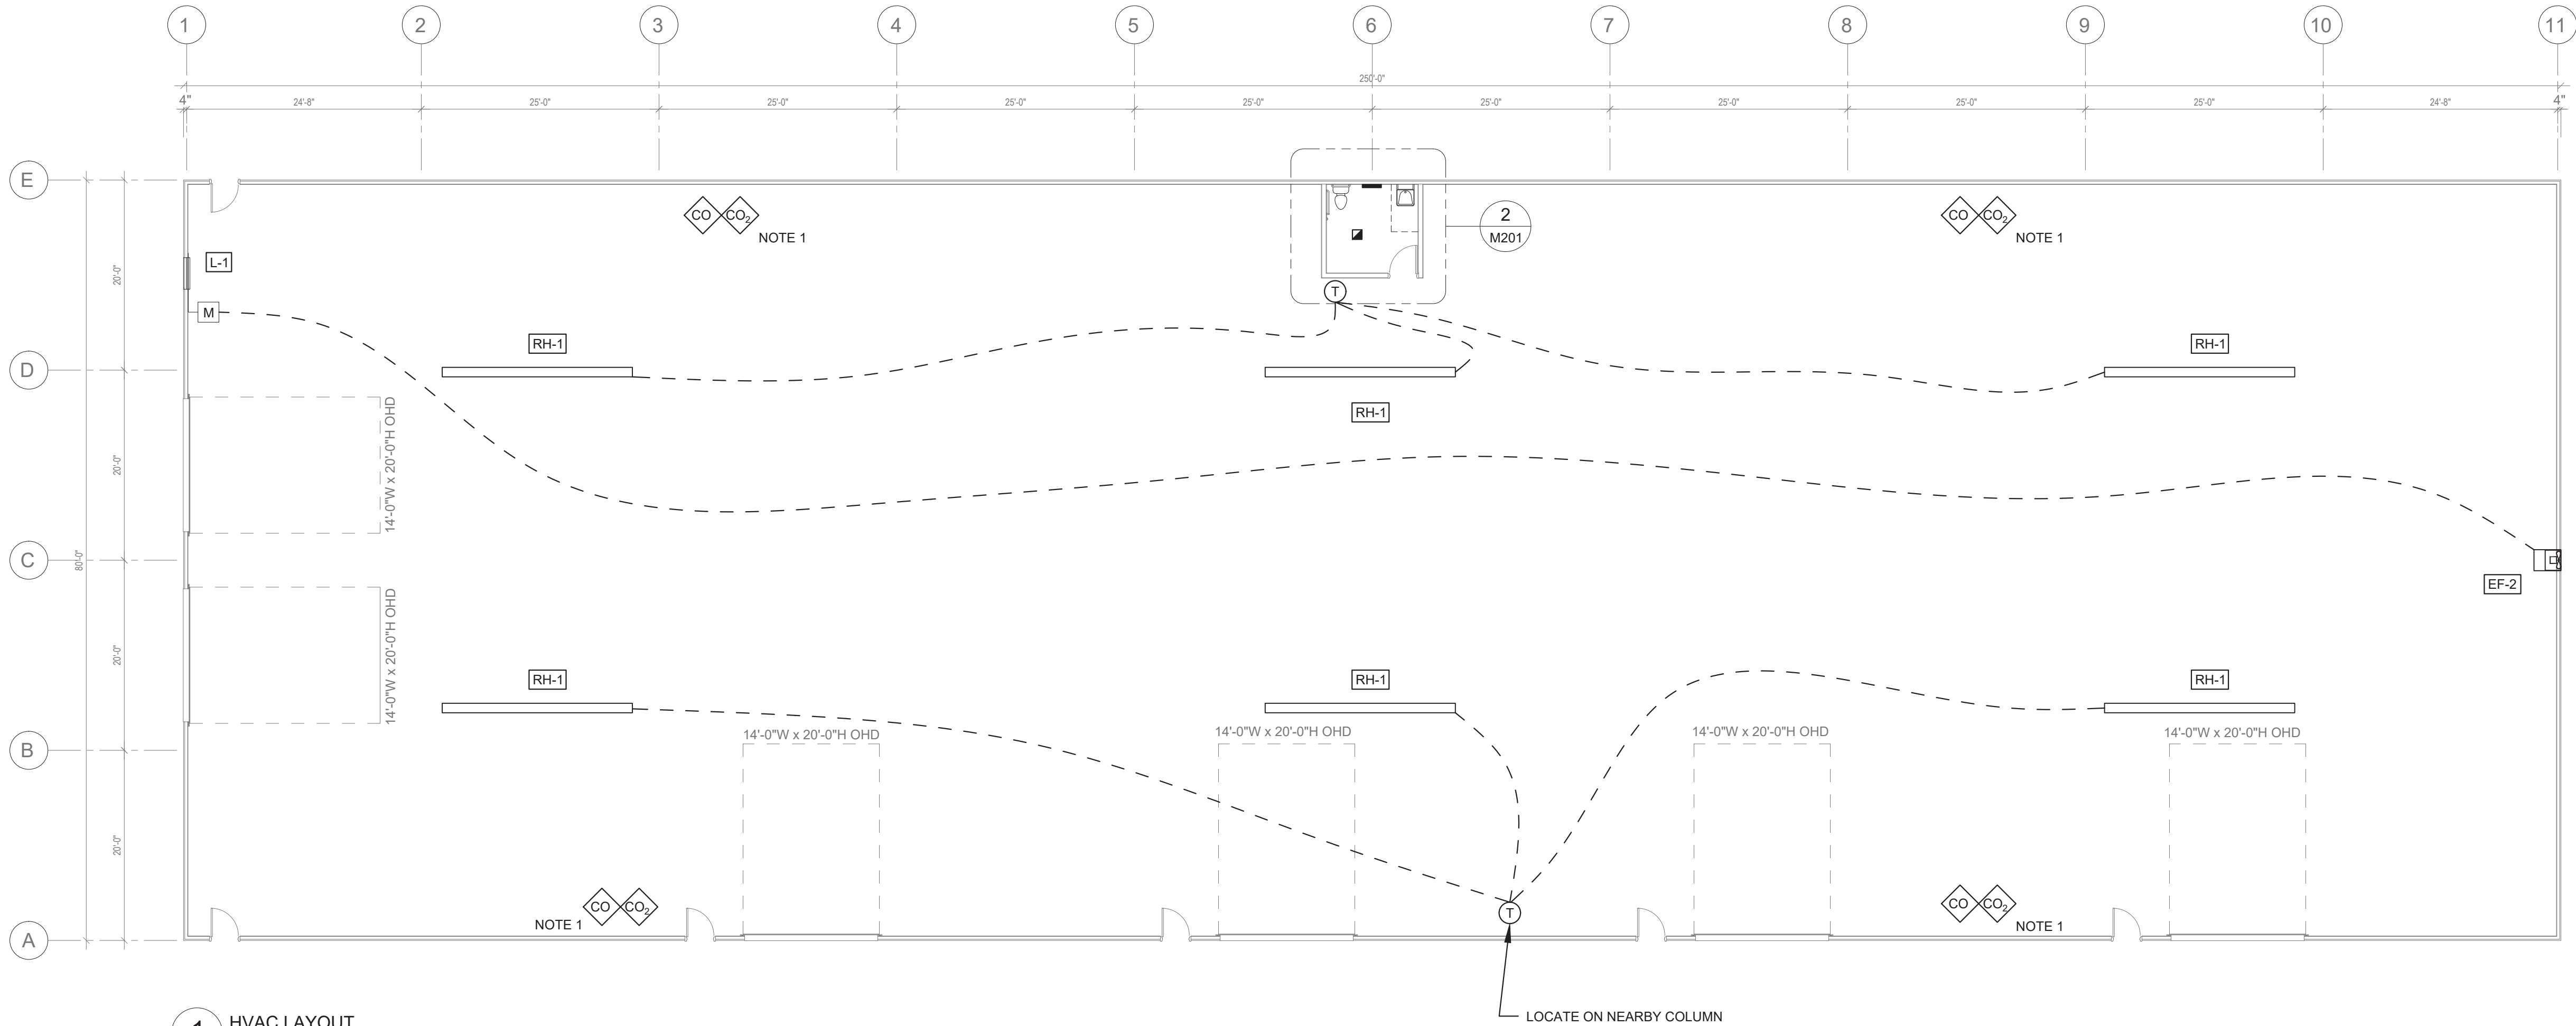 1 2 3 4 5 6 7 8 9 10 11
250'-0"
4" 24'-8" 25'-0" 25'-0" 25'-0" 25'-0" 25'-0" 25'-0" 25'-0" 25'-0" 24'-8" 4"
E
CO CO2
NOTE 1
2
M201
CO CO2
NOTE 1
L-1
20'-0"
M
T
RH-1
RH-1
D
RH-1
14'-0"W x 20'-0"H OHD
20'-0"
C
80'-0"
EF-2
14'-0"W x 20'-0"H OHD
20'-0"
RH-1
RH-1
RH-1
B
14'-0"W x 20'-0"H OHD
14'-0"W x 20'-0"H OHD
14'-0"W x 20'-0"H OHD
14'-0"W x 20'-0"H OHD
20'-0"
CO CO2
NOTE 1
T
CO CO2
NOTE 1
A
LOCATE ON NEARBY COLUMN
1
HVAC LAYOUT